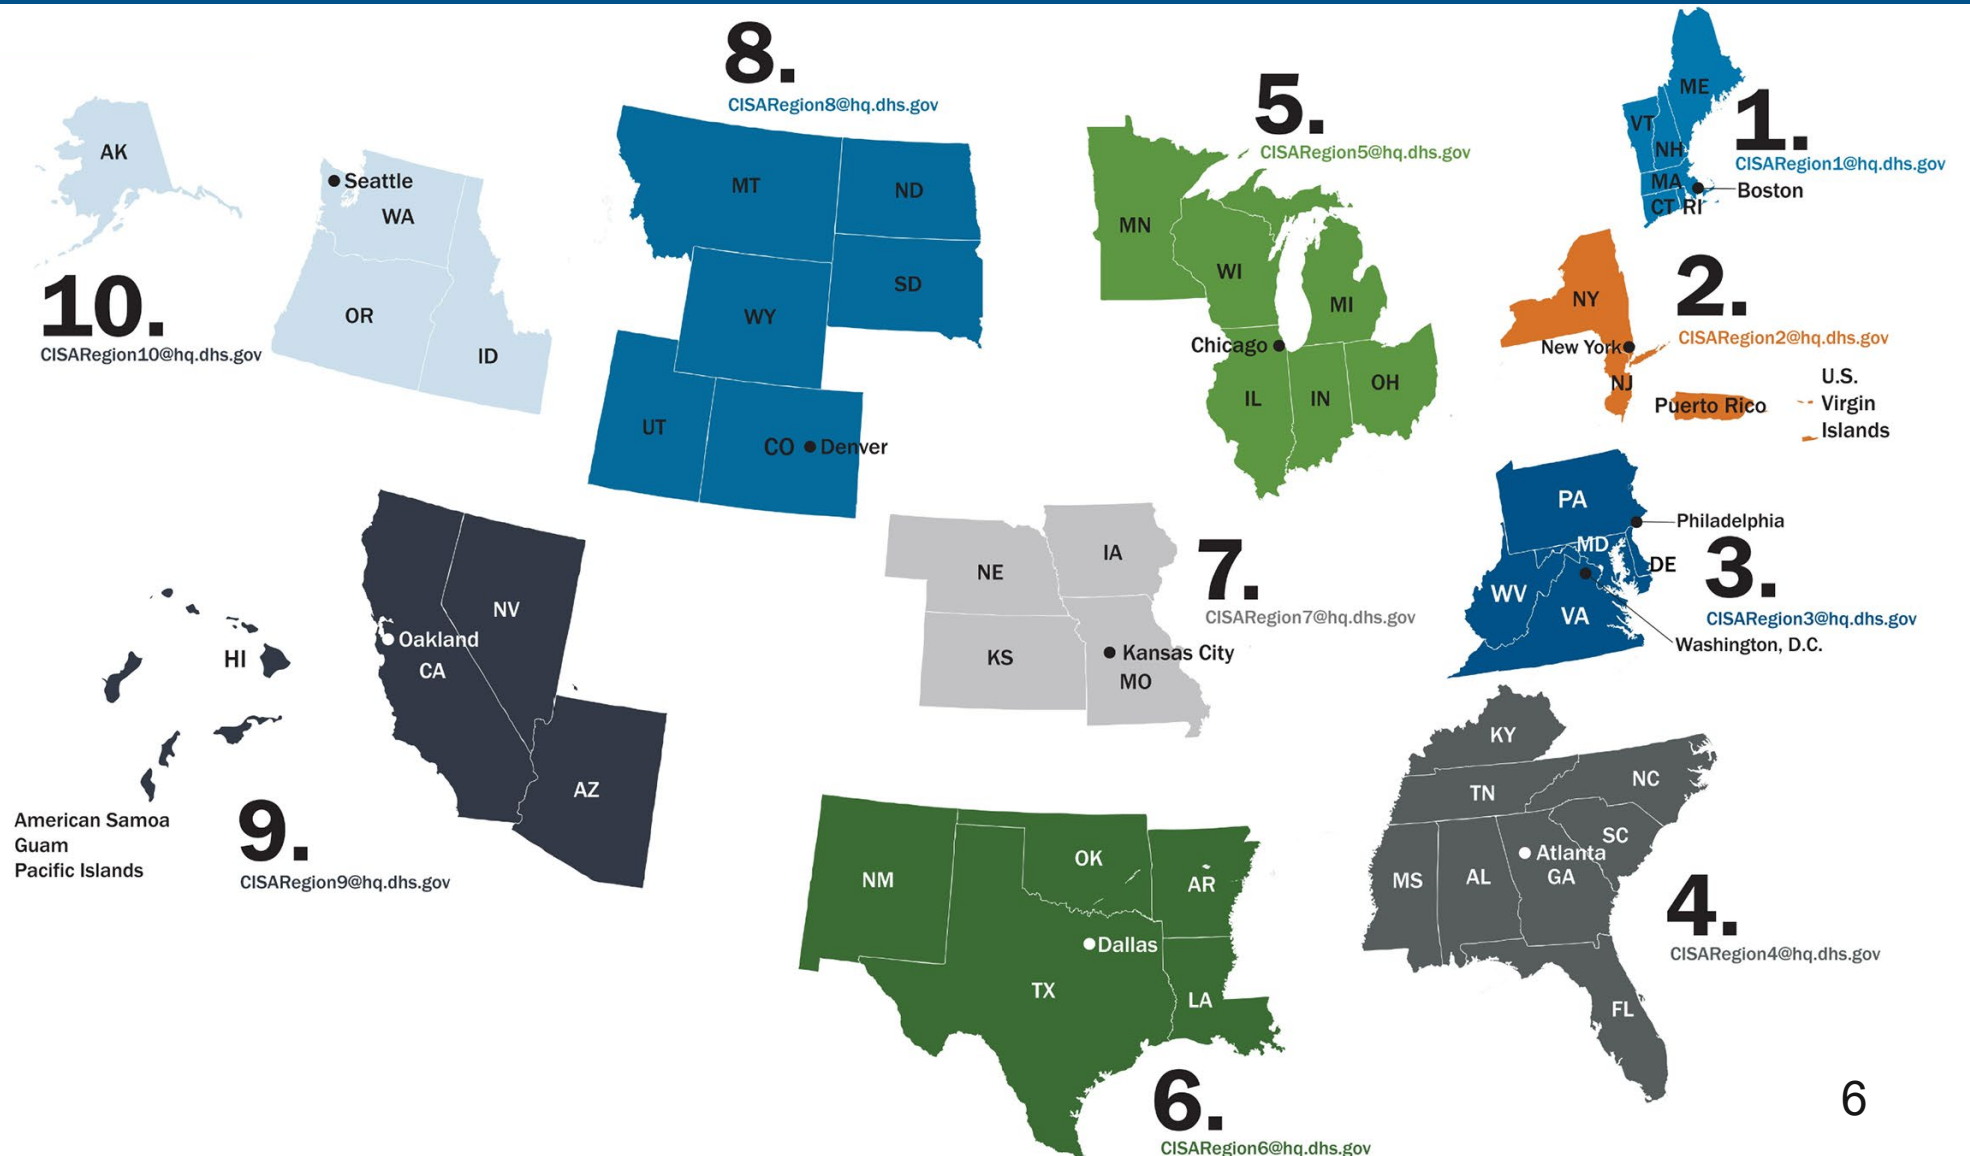 8.
CISARegion8@hq.dhs.gov
MT
ND
SD
WY
UT
CO
Denver
5.
CISARegion5@hq.dhs.gov
MN
WI
MI
Chicago
IL
IN
OH
1.
CISARegion1@hq.dhs.gov
ME
VT
NH
MA
CT
RI
Boston
AK
Seattle
WA
OR
ID
10.
CISARegion10@hq.dhs.gov
2.
CISARegion2@hq.dhs.gov
NY
New York
NJ
Puerto Rico
U.S.
Virgin
Islands
PA
Philadelphia
MD
DE
WV
VA
Washington, D.C.
3.
CISARegion3@hq.dhs.gov
NE
IA
KS
Kansas City
MO
7.
CISARegion7@hq.dhs.gov
NV
Oakland
CA
AZ
HI
American Samoa
Guam
Pacific Islands
9.
CISARegion9@hq.dhs.gov
NM
OK
AR
Dallas
TX
LA
6.
CISARegion6@hq.dhs.gov
KY
TN
NC
SC
Atlanta
GA
MS
AL
FL
4.
CISARegion4@hq.dhs.gov
6